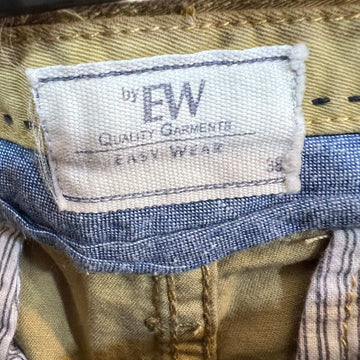 by EW
QUALITY GARMENTS
EASY WEAR
38